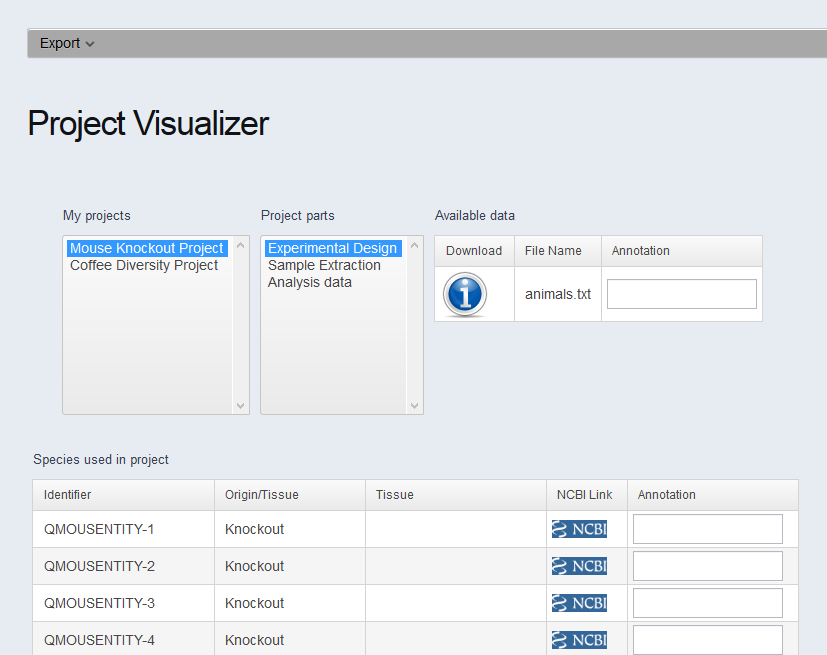 Export
Project Visualizer
My projects
Project parts
Available data
Mouse Knockout Project
Coffee Diversity Project
Experimental Design
Sample Extraction
Analysis data
Download File Name Annotation
animals.txt
Species used in project
Identifier Origin/Tissue Tissue NCBI Link Annotation
QMOUSENTITY-1 Knockout NCBI
QMOUSENTITY-2 Knockout NCBI
QMOUSENTITY-3 Knockout NCBI
QMOUSENTITY-4 Knockout NCBI